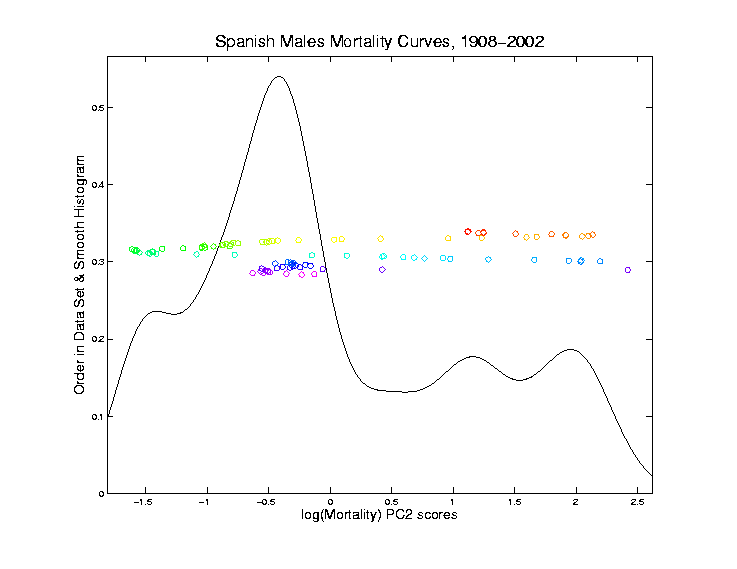 Spanish Males Mortality Curves, 1908-2002
Order in Data Set & Smooth Histogram
0.5
0.4
0.3
0.2
0.1
0
-1.5 -1 -0.5 0 0.5 1 1.5 2 2.5
log(Mortality) PC2 scores